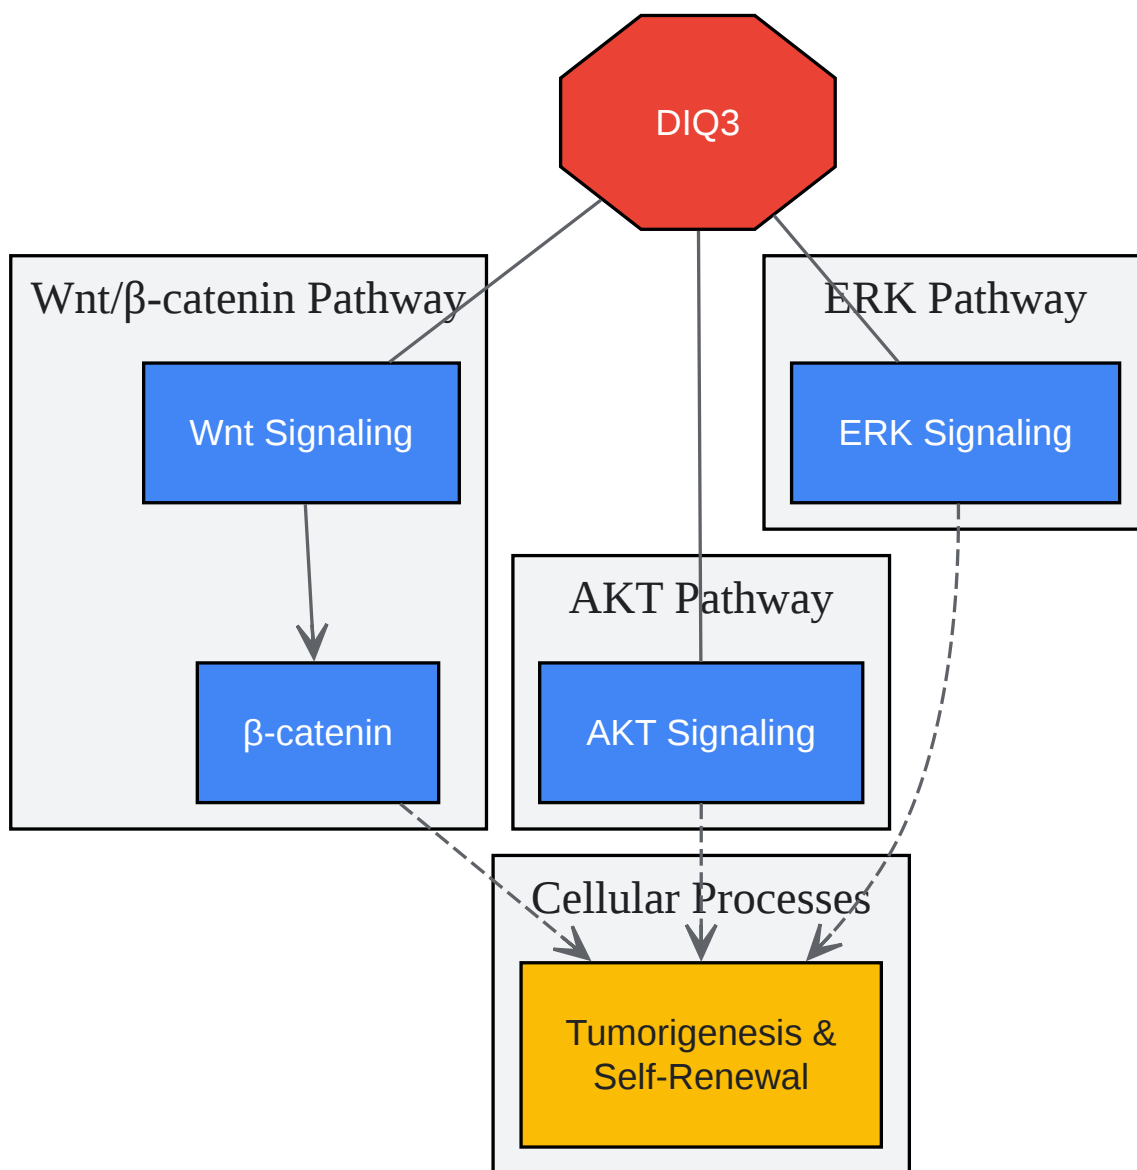 DIQ3
Wnt/β-catenin Pathway
ERK Pathway
Wnt Signaling
ERK Signaling
AKT Pathway
β-catenin
AKT Signaling
Cellular Processes
Tumorigenesis &
Self-Renewal